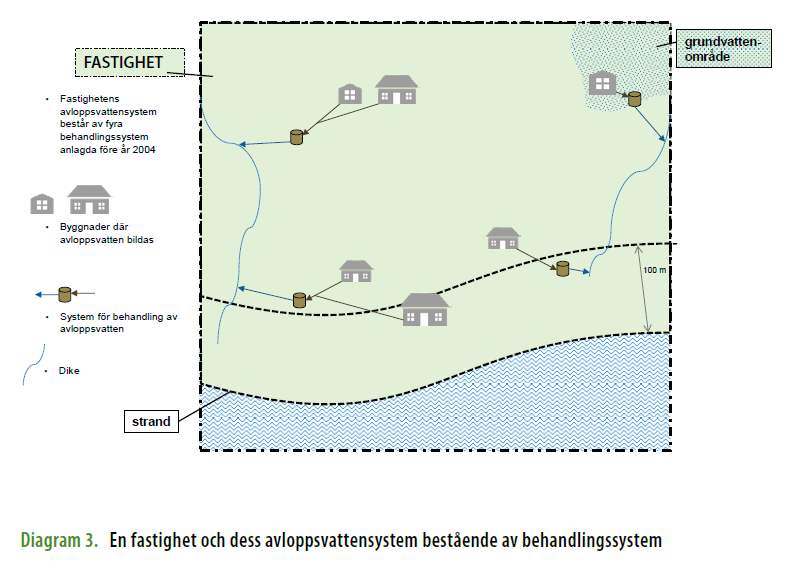 FASTIGHET
grundvatten-
område
• Fastighetens
avloppsvattensystem
består av fyra
behandlingssystem
anlagda före år 2004
• Byggnader där
avloppsvatten bildas
100 m
• System för behandling av
avloppsvatten
• Dike
strand
Diagram 3. En fastighet och dess avloppsvattensystem bestående av behandlingssystem